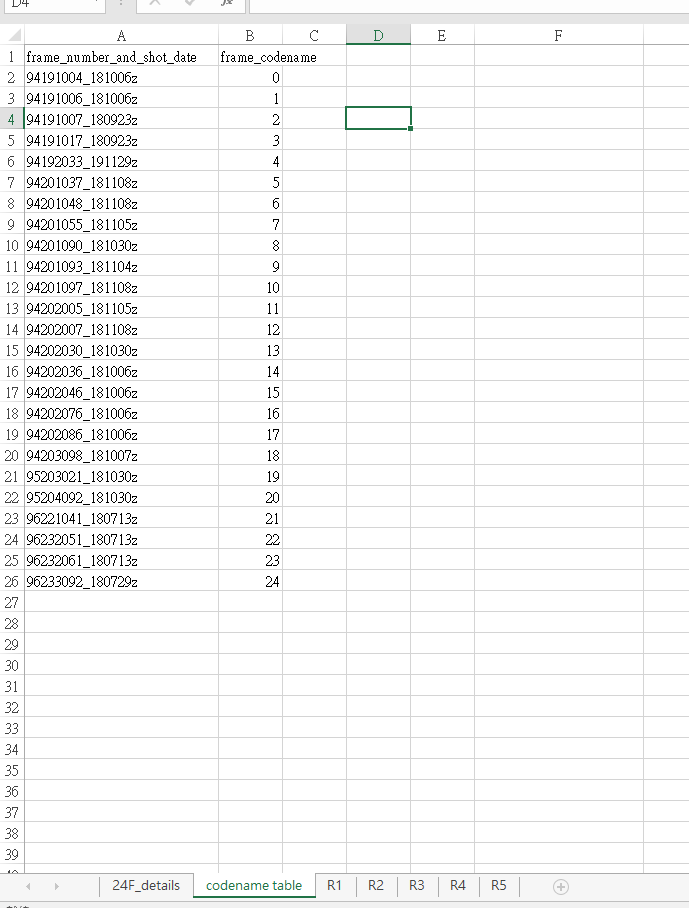 D4
A B C D E F
1 frame_number_and_shot_date frame_codename
2 94191004_181006z 0
3 94191006_181006z 1
4 94191007_180923z 2
5 94191017_180923z 3
6 94192033_191129z 4
7 94201037_181108z 5
8 94201048_181108z 6
9 94201055_181105z 7
10 94201090_181030z 8
11 94201093_181104z 9
12 94201097_181108z 10
13 94202005_181105z 11
14 94202007_181108z 12
15 94202030_181030z 13
16 94202036_181006z 14
17 94202046_181006z 15
18 94202076_181006z 16
19 94202086_181006z 17
20 94203098_181007z 18
21 95203021_181030z 19
22 95204092_181030z 20
23 96221041_180713z 21
24 96232051_180713z 22
25 96232061_180713z 23
26 96233092_180729z 24
27
28
29
30
31
32
33
34
35
36
37
38
39
24F_details codename table R1 R2 R3 R4 R5